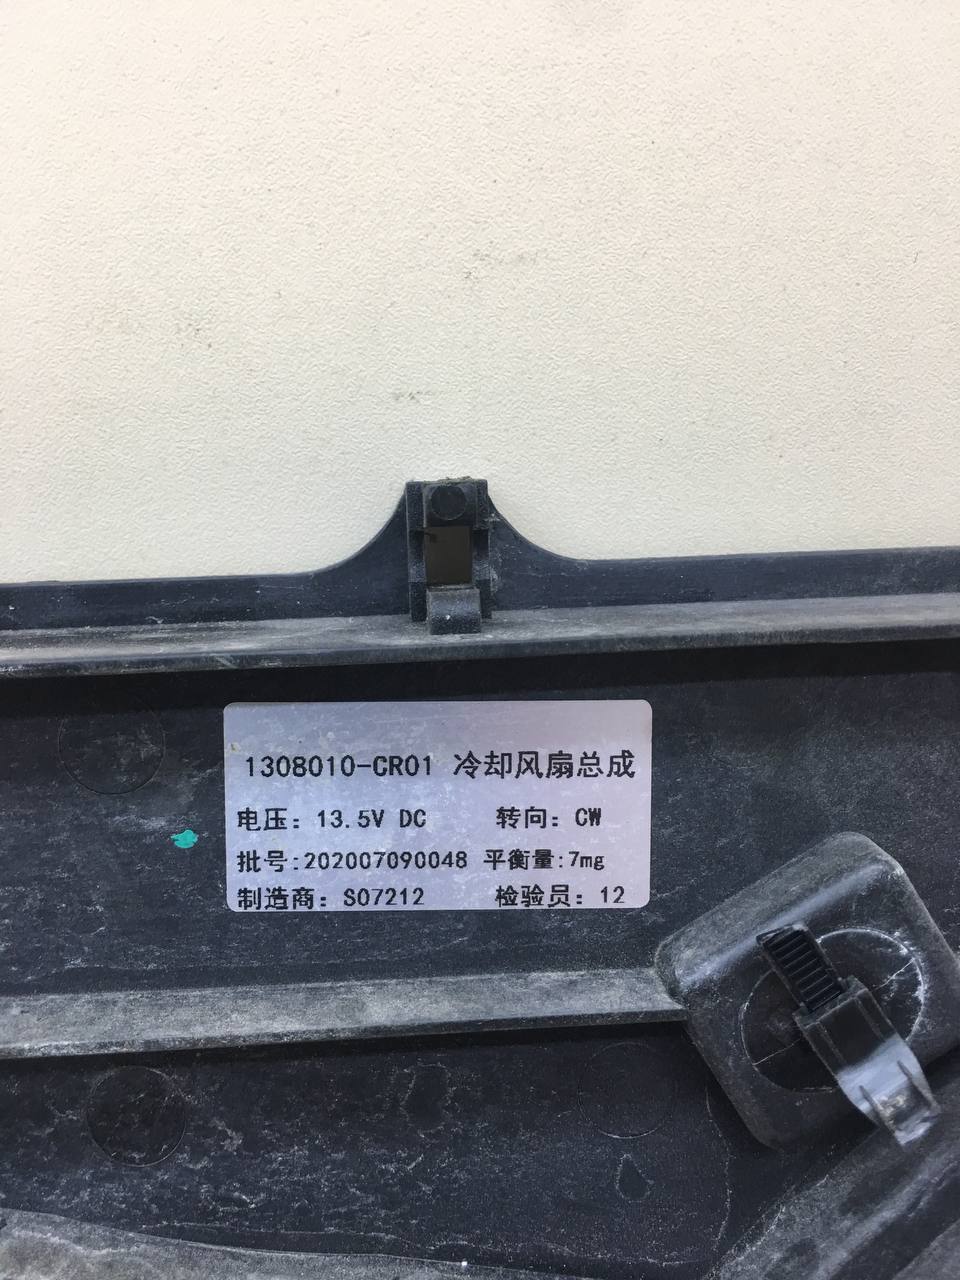 1308010-CR01 冷却风扇总成
电压: 13.5V DC 转向: CW
批号:202007090048 平衡量:7mg
制造商: S07212 检验员: 12